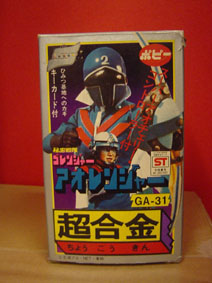 ポピー
ひみつ基地へのカギ
キーカード付
2
秘密戦隊
ゴレンジャー
アオレンジャー
ST
GA-31
超合金
ちょう ごう きん